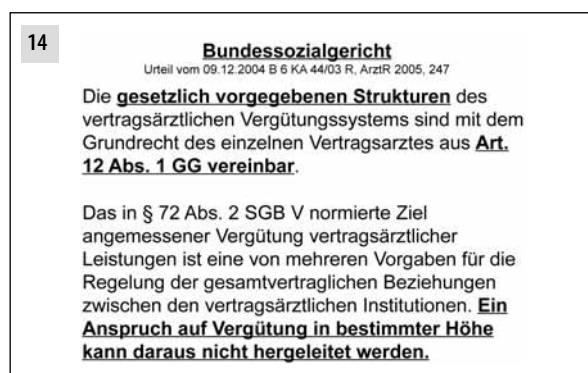 14
Bundessozialgericht
Urteil vom 09.12.2004 B 6 KA 44/03 R, ArztR 2005, 247
Die gesetzlich vorgegebenen Strukturen des
vertragsärztlichen Vergütungssystems sind mit dem
Grundrecht des einzelnen Vertragsarztes aus Art.
12 Abs. 1 GG vereinbar.
Das in § 72 Abs. 2 SGB V normierte Ziel
angemessener Vergütung vertragsärztlicher
Leistungen ist eine von mehreren Vorgaben für die
Regelung der gesamtvertraglichen Beziehungen
zwischen den vertragsärztlichen Institutionen. Ein
Anspruch auf Vergütung in bestimmter Höhe
kann daraus nicht hergeleitet werden.